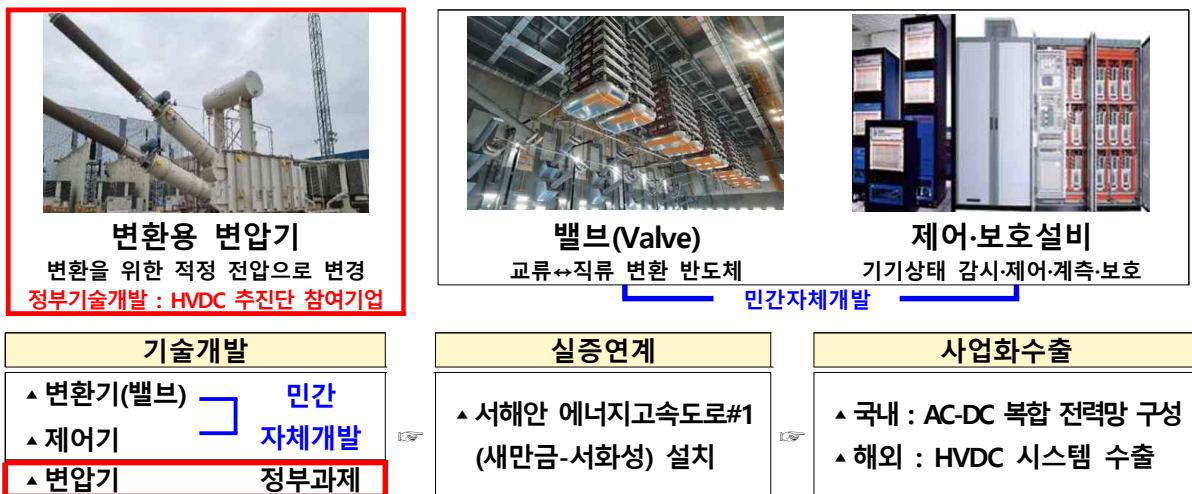 변환용 변압기
변환을 위한 적정 전압으로 변경
정부기술개발 : HVDC 추진단 참여기업
밸브(Valve)
교류↔직류 변환 반도체
제어·보호설비
기기상태 감시·제어·계측·보호
민간자체개발
기술개발
▲ 변환기(밸브) 민간
▲ 제어기 자체개발
▲ 변압기 정부과제
☞
실증연계
▲ 서해안 에너지고속도로#1
(새만금-서화성) 설치
☞
사업화수출
▲ 국내 : AC-DC 복합 전력망 구성
▲ 해외 : HVDC 시스템 수출